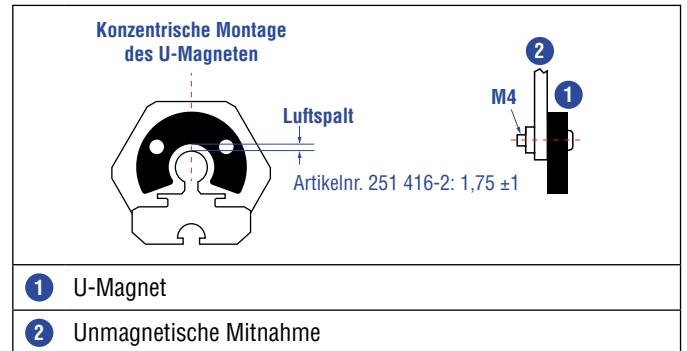 Konzentrische Montage
des U-Magneten
Luftspalt
Artikelnr. 251 416-2: 1,75 ±1
2
1
M4
1 U-Magnet
2 Unmagnetische Mitnahme